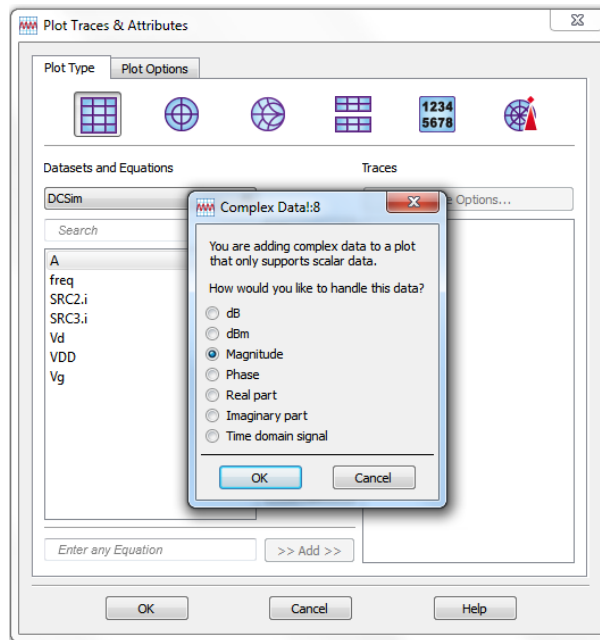 Plot Traces & Attributes
Plot Type
Plot Options
1234
5678
Datasets and Equations
Traces
DCSim
Options...
Search
A
freq
SRC2.i
SRC3.i
Vd
VDD
Vg
Complex Data!:8
You are adding complex data to a plot
that only supports scalar data.
How would you like to handle this data?
dB
dBm
Magnitude
Phase
Real part
Imaginary part
Time domain signal
OK
Cancel
Enter any Equation
>> Add >>
OK
Cancel
Help